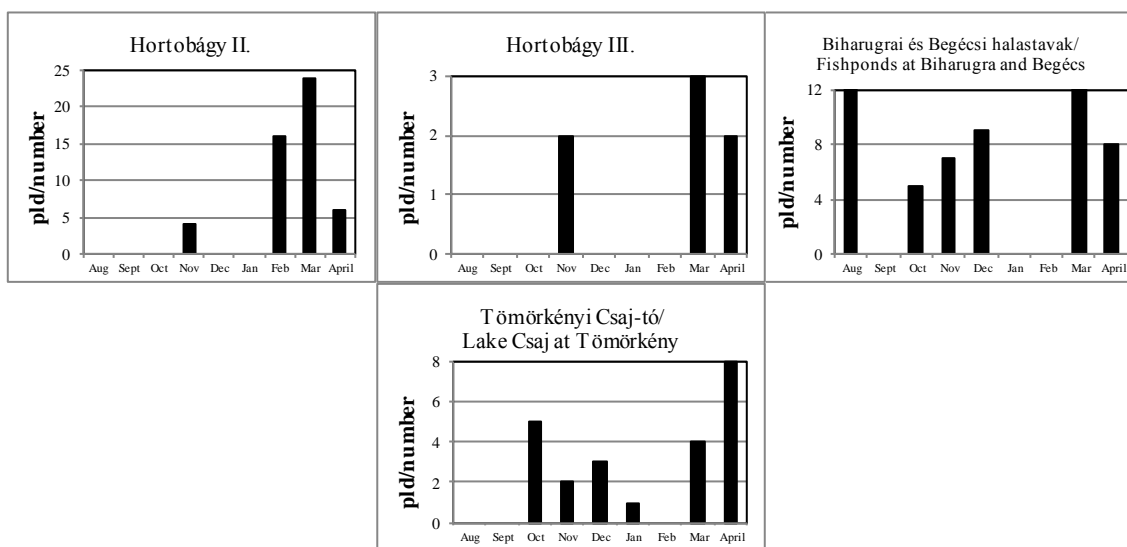 Hortobágy II.
25
20
15
10
5
0
pld/number
Aug Sept Oct Nov Dec Jan Feb Mar April
Hortobágy III.
3
2
1
0
pld/number
Aug Sept Oct Nov Dec Jan Feb Mar April
Biharugrai és Begécsi halastavak/
Fishponds at Biharugra and Begécs
12
8
4
0
pld/number
Aug Sept Oct Nov Dec Jan Feb Mar April
Tömörkényi Csaj-tó/
Lake Csaj at Tömörkény
8
6
4
2
0
pld/number
Aug Sept Oct Nov Dec Jan Feb Mar April